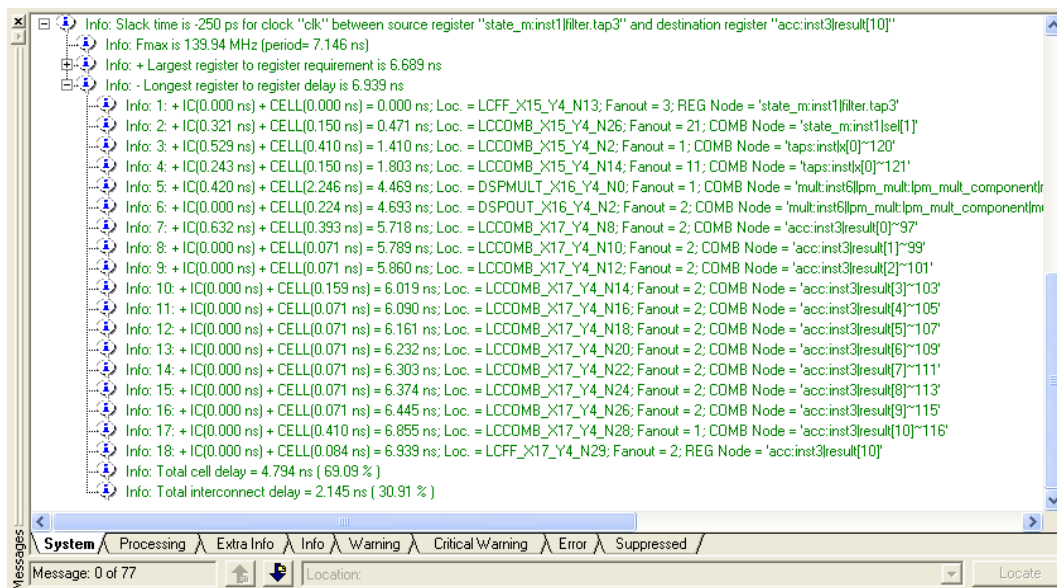 Info: Slack time is -250 ps for clock "clk" between source register "state_m:inst1|filter.tap3" and destination register "acc:inst3|result[10]"
Info: Fmax is 139.94 MHz (period= 7.146 ns)
Info: + Largest register to register requirement is 6.689 ns
Info: - Longest register to register delay is 6.939 ns
Info: 1: + IC(0.000 ns) + CELL(0.000 ns) = 0.000 ns; Loc. = LCFF_X15_Y4_N13; Fanout = 3; REG Node = 'state_m:inst1|filter.tap3'
Info: 2: + IC(0.321 ns) + CELL(0.150 ns) = 0.471 ns; Loc. = LCCOMB_X15_Y4_N26; Fanout = 21; COMB Node = 'state_m:inst1|sel[1]'
Info: 3: + IC(0.529 ns) + CELL(0.410 ns) = 1.410 ns; Loc. = LCCOMB_X15_Y4_N2; Fanout = 1; COMB Node = 'taps:inst|x[0]~120'
Info: 4: + IC(0.243 ns) + CELL(0.150 ns) = 1.803 ns; Loc. = LCCOMB_X15_Y4_N14; Fanout = 11; COMB Node = 'taps:inst|x[0]~121'
Info: 5: + IC(0.420 ns) + CELL(2.246 ns) = 4.469 ns; Loc. = DSPMULT_X16_Y4_N0; Fanout = 1; COMB Node = 'mult:inst6|lpm_mult:lpm_mult_component|
Info: 6: + IC(0.000 ns) + CELL(0.224 ns) = 4.693 ns; Loc. = DSPOUT_X16_Y4_N2; Fanout = 2; COMB Node = 'mult:inst6|lpm_mult:lpm_mult_component|
Info: 7: + IC(0.632 ns) + CELL(0.393 ns) = 5.718 ns; Loc. = LCCOMB_X17_Y4_N8; Fanout = 2; COMB Node = 'acc:inst3|result[0]~97'
Info: 8: + IC(0.000 ns) + CELL(0.071 ns) = 5.789 ns; Loc. = LCCOMB_X17_Y4_N10; Fanout = 2; COMB Node = 'acc:inst3|result[1]~99'
Info: 9: + IC(0.000 ns) + CELL(0.071 ns) = 5.860 ns; Loc. = LCCOMB_X17_Y4_N12; Fanout = 2; COMB Node = 'acc:inst3|result[2]~101'
Info: 10: + IC(0.000 ns) + CELL(0.159 ns) = 6.019 ns; Loc. = LCCOMB_X17_Y4_N14; Fanout = 2; COMB Node = 'acc:inst3|result[3]~103'
Info: 11: + IC(0.000 ns) + CELL(0.071 ns) = 6.090 ns; Loc. = LCCOMB_X17_Y4_N16; Fanout = 2; COMB Node = 'acc:inst3|result[4]~105'
Info: 12: + IC(0.000 ns) + CELL(0.071 ns) = 6.161 ns; Loc. = LCCOMB_X17_Y4_N18; Fanout = 2; COMB Node = 'acc:inst3|result[5]~107'
Info: 13: + IC(0.000 ns) + CELL(0.071 ns) = 6.232 ns; Loc. = LCCOMB_X17_Y4_N20; Fanout = 2; COMB Node = 'acc:inst3|result[6]~109'
Info: 14: + IC(0.000 ns) + CELL(0.071 ns) = 6.303 ns; Loc. = LCCOMB_X17_Y4_N22; Fanout = 2; COMB Node = 'acc:inst3|result[7]~111'
Info: 15: + IC(0.000 ns) + CELL(0.071 ns) = 6.374 ns; Loc. = LCCOMB_X17_Y4_N24; Fanout = 2; COMB Node = 'acc:inst3|result[8]~113'
Info: 16: + IC(0.000 ns) + CELL(0.071 ns) = 6.445 ns; Loc. = LCCOMB_X17_Y4_N26; Fanout = 2; COMB Node = 'acc:inst3|result[9]~115'
Info: 17: + IC(0.000 ns) + CELL(0.410 ns) = 6.855 ns; Loc. = LCCOMB_X17_Y4_N28; Fanout = 1; COMB Node = 'acc:inst3|result[10]~116'
Info: 18: + IC(0.000 ns) + CELL(0.084 ns) = 6.939 ns; Loc. = LCFF_X17_Y4_N29; Fanout = 2; REG Node = 'acc:inst3|result[10]'
Info: Total cell delay = 4.794 ns ( 69.09 % )
Info: Total interconnect delay = 2.145 ns ( 30.91 % )
Messages
System Processing Extra Info Info Warning Critical Warning Error Suppressed
Message: 0 of 77 Location: Locate